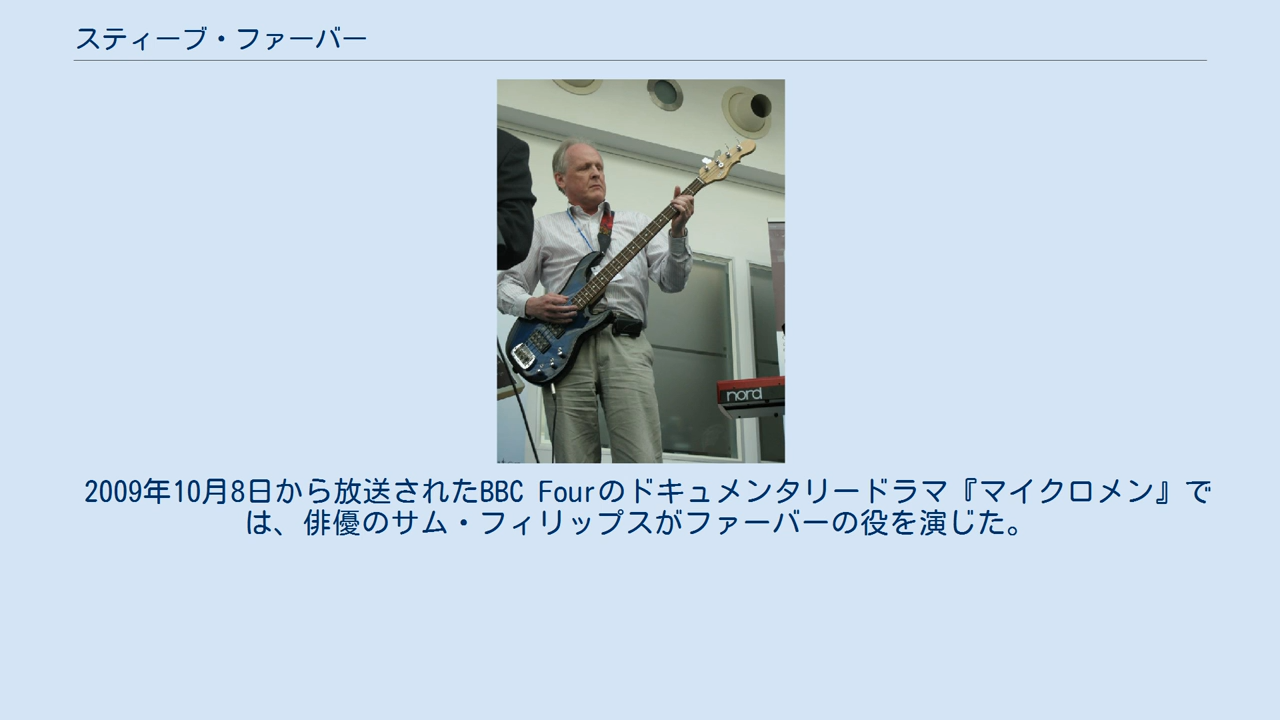 スティーブ・ファーバー
nord
2009年10月8日から放送されたBBC Fourのドキュメンタリードラマ『マイクロメン』で
は、俳優のサム・フィリップスがファーバーの役を演じた。